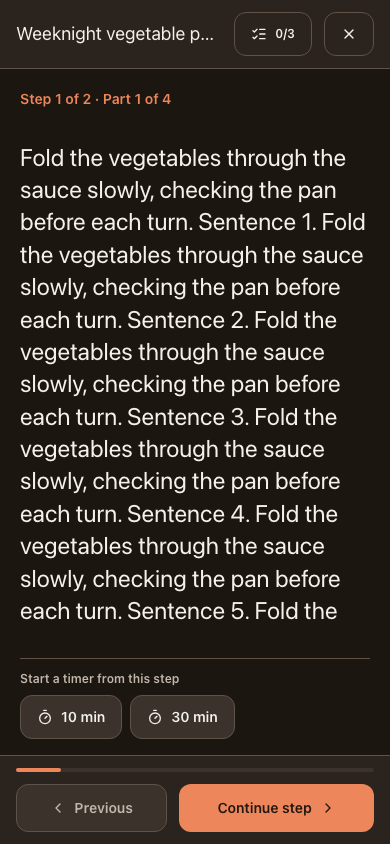 Weeknight vegetable p...
0/3
Step 1 of 2 · Part 1 of 4
Fold the vegetables through the
sauce slowly, checking the pan
before each turn. Sentence 1. Fold
the vegetables through the sauce
slowly, checking the pan before
each turn. Sentence 2. Fold the
vegetables through the sauce
slowly, checking the pan before
each turn. Sentence 3. Fold the
vegetables through the sauce
slowly, checking the pan before
each turn. Sentence 4. Fold the
vegetables through the sauce
slowly, checking the pan before
each turn. Sentence 5. Fold the
Start a timer from this step
10 min
30 min
Previous
Continue step